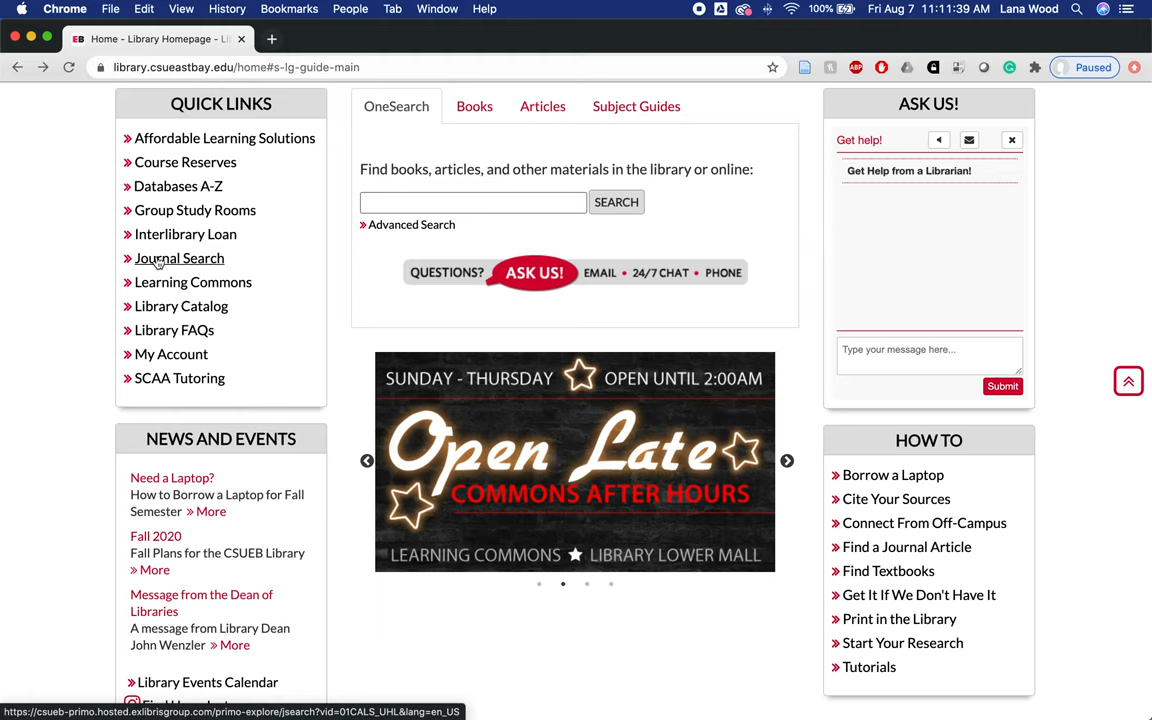 Chrome File Edit View History Bookmarks People Tab Window Help 100% Fri Aug 7 11:11:39 AM Lana Wood
EB Home - Library Homepage - Li
library.csueastbay.edu/home#s-lg-guide-main
ABP
Paused
QUICK LINKS
Affordable Learning Solutions
Course Reserves
Databases A-Z
Group Study Rooms
Interlibrary Loan
Journal Search
Learning Commons
Library Catalog
Library FAQs
My Account
SCAA Tutoring
NEWS AND EVENTS
Need a Laptop?
How to Borrow a Laptop for Fall
Semester » More
Fall 2020
Fall Plans for the CSUEB Library
» More
Message from the Dean of
Libraries
A message from Library Dean
John Wenzler » More
Library Events Calendar
OneSearch Books Articles Subject Guides
Find books, articles, and other materials in the library or online:
SEARCH
Advanced Search
QUESTIONS? ASK US! EMAIL • 24/7 CHAT • PHONE
SUNDAY - THURSDAY OPEN UNTIL 2:00AM
Open Late
COMMONS AFTER HOURS
LEARNING COMMONS ★ LIBRARY LOWER MALL
ASK US!
Get help!
Get Help from a Librarian!
Type your message here...
Submit
HOW TO
Borrow a Laptop
Cite Your Sources
Connect From Off-Campus
Find a Journal Article
Find Textbooks
Get It If We Don't Have It
Print in the Library
Start Your Research
Tutorials
https://csueb-primo.hosted.exlibrisgroup.com/primo-explore/jsearch?vid=01CALS_UHL&lang=en_US